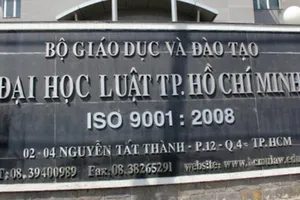 BỘ GIÁO DỤC VÀ ĐÀO TẠO
ĐẠI HỌC LUẬT TP. HỒ CHÍ MINH
ISO 9001 : 2008
02 - 04 NGUYỄN TẤT THÀNH - P.12 - Q.4 - TP.HCM
08.39400989 Fax: 08.38265291 website: www.hcmulaw.edu